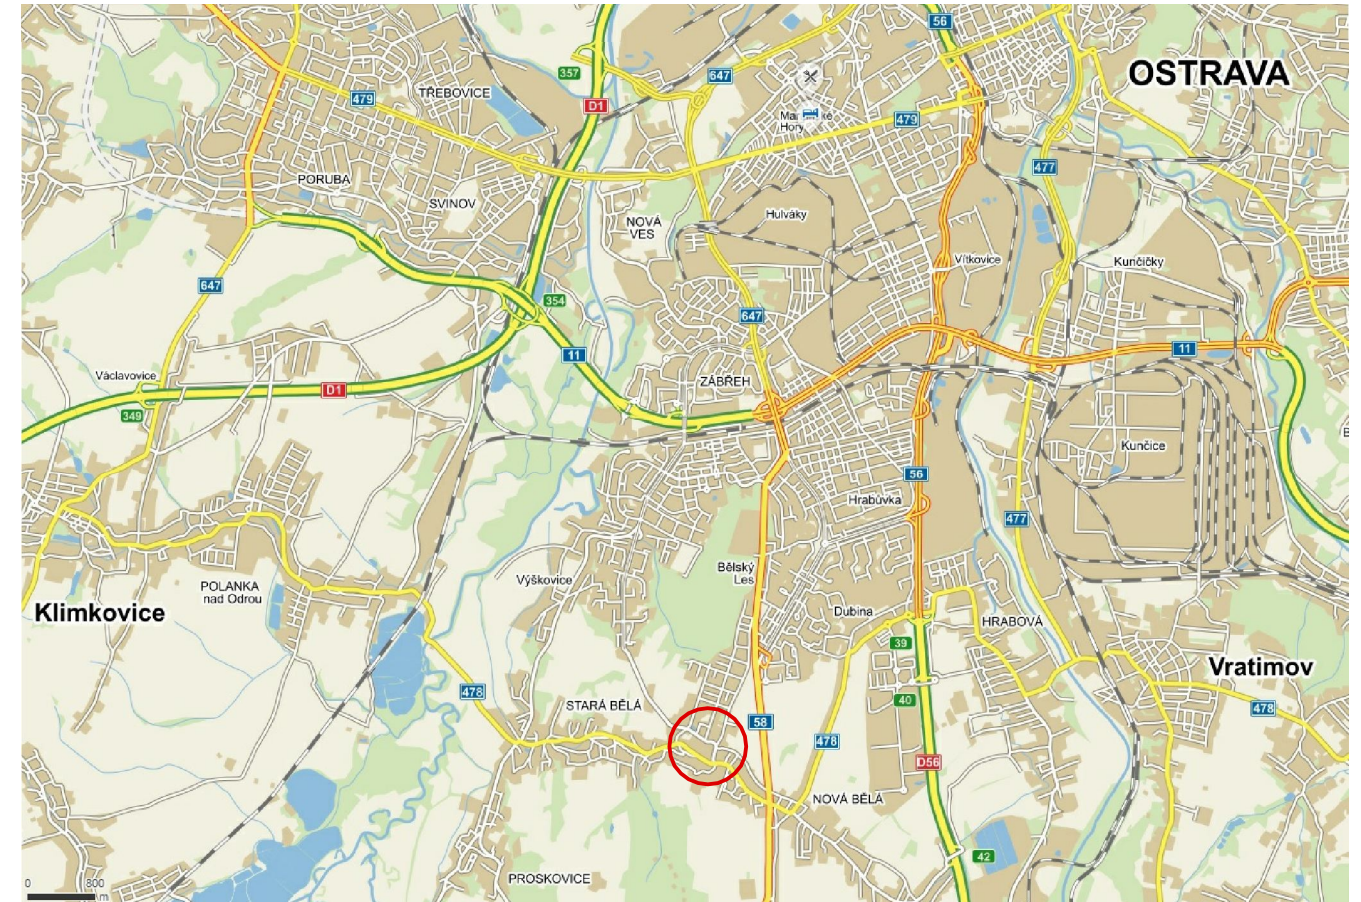 56
OSTRAVA
357
647
TŘEBOVICE
479
D1
Hory
479
477
PORUBA
SVINOV
NOVÁ
VES
Hulváky
Vítkovice
Kunčičky
647
354
647
11
11
Václavovice
ZÁBŘEH
D1
349
Kunčice
56
Hrabůvka
477
Výškovice
Bělský
Les
POLANKA
nad Odrou
Klimkovice
Dubina
HRABOVÁ
39
Vratimov
478
STARÁ BĚLÁ
40
478
58
478
D56
NOVÁ BĚLÁ
42
PROSKOVICE
0 800
m